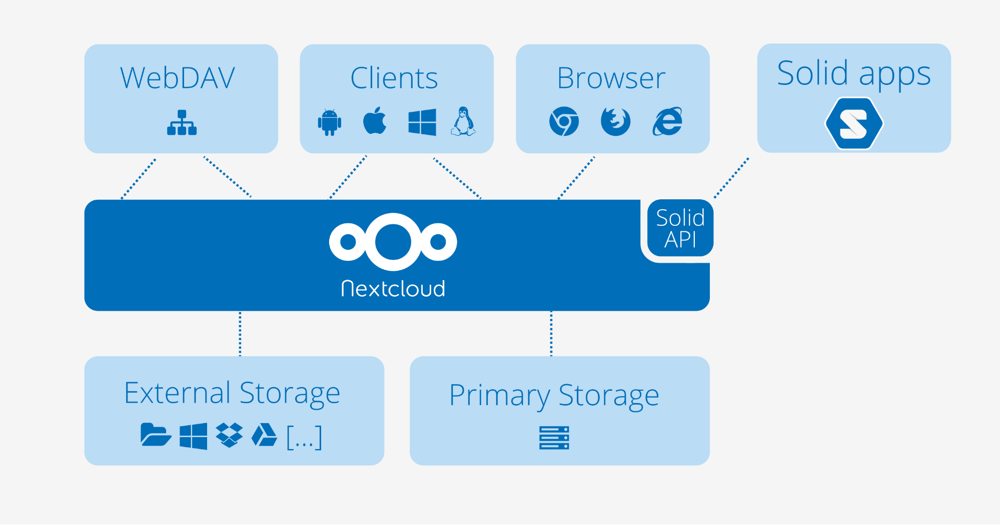 WebDAV
Clients
Browser
Solid apps
Solid
API
Nextcloud
External Storage
[...]
Primary Storage